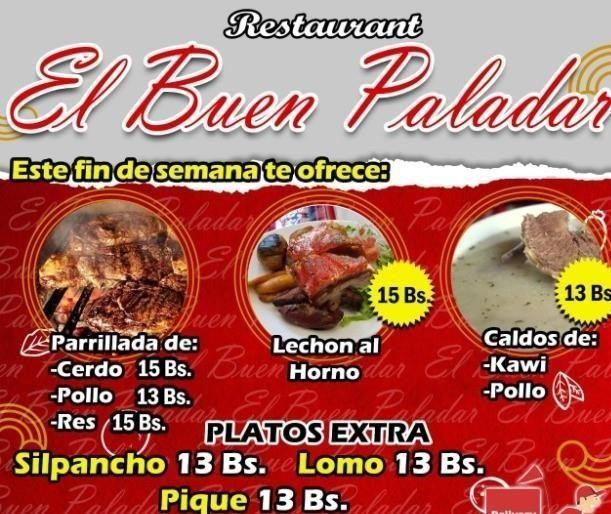 Restaurant
El Buen Paladar
Este fin de semana te ofrece:
15 Bs.
13 Bs
Parrillada de:
-Cerdo 15 Bs.
-Pollo 13 Bs.
-Res 15 Bs.
Lechon al
Horno
Caldos de:
-Kawi
-Pollo
PLATOS EXTRA
Silpancho 13 Bs. Lomo 13 Bs.
Pique 13 Bs.
Delivery